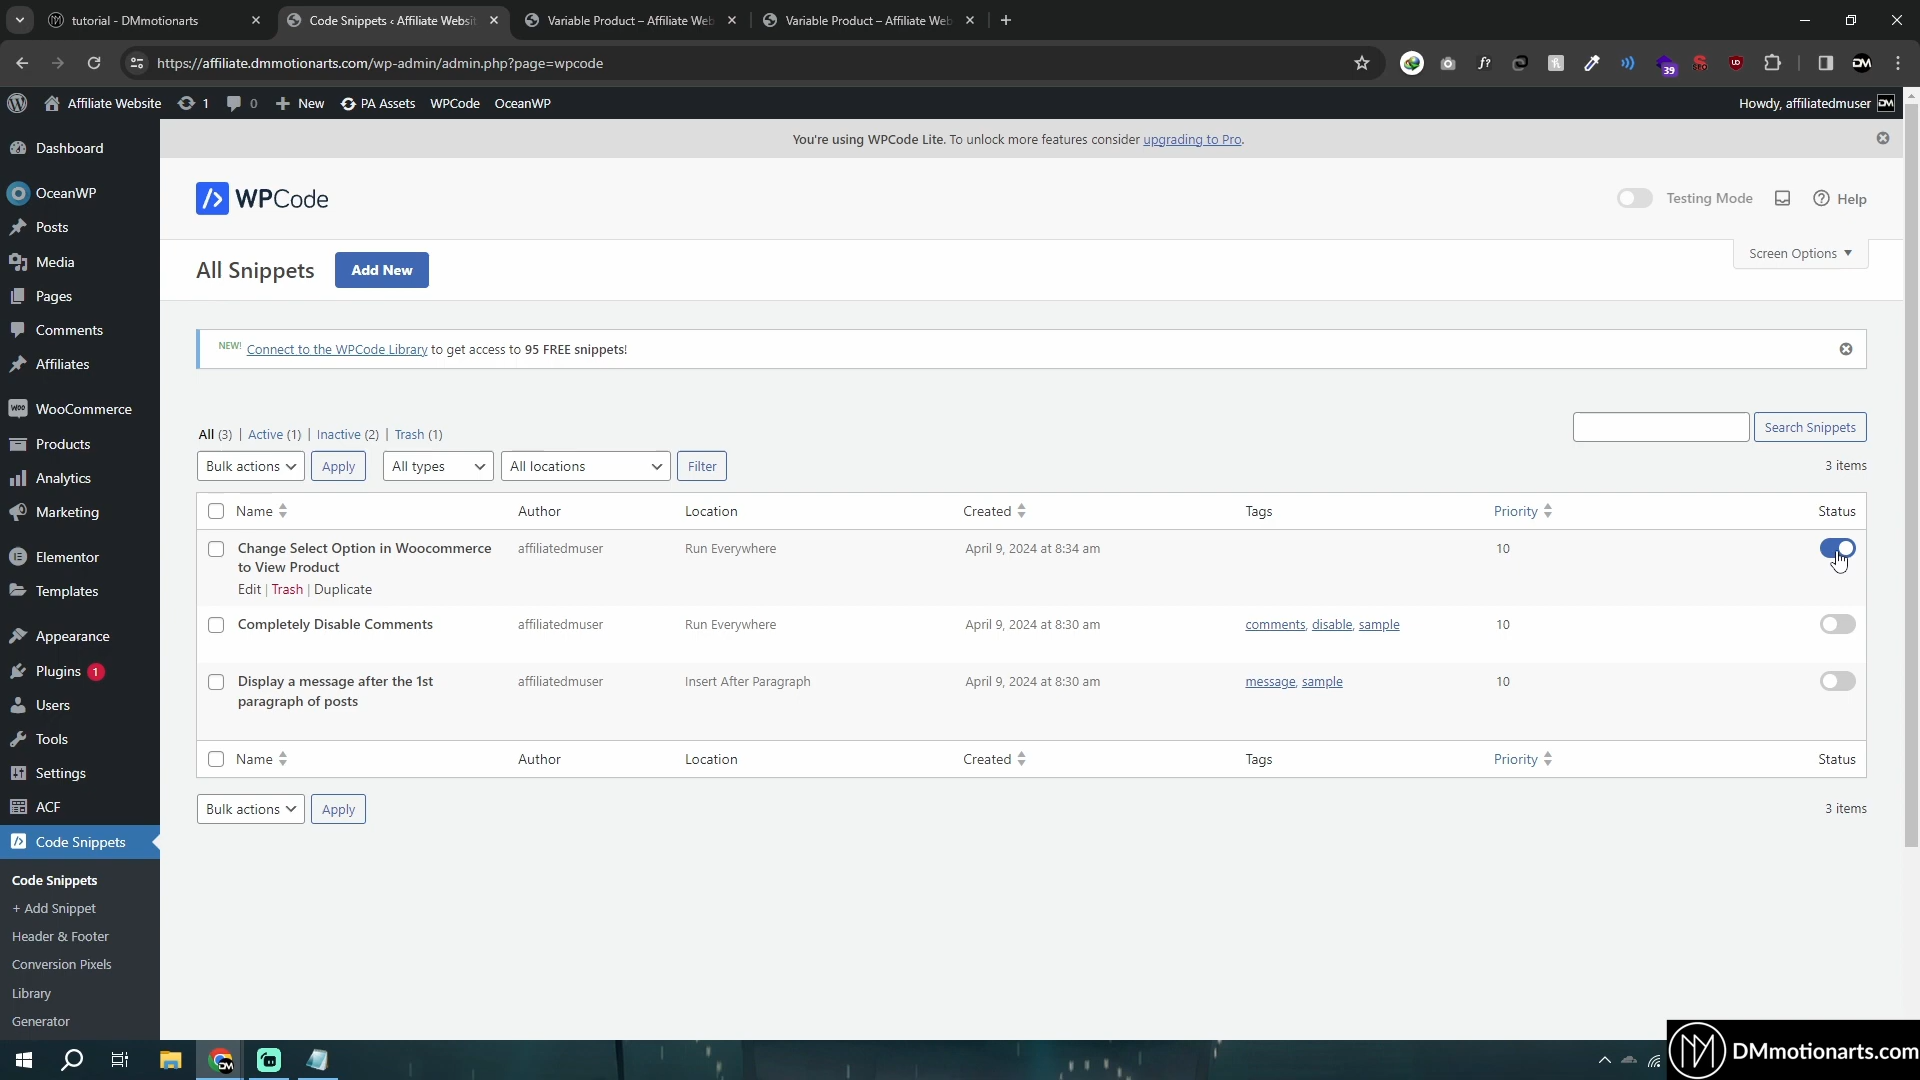 tutorial - DMmotionarts
Code Snippets ‹ Affiliate Websit
Variable Product – Affiliate Web
Variable Product – Affiliate Web
https://affiliate.dmmotionarts.com/wp-admin/admin.php?page=wpcode
f?
39
DM
Affiliate Website
1
0
New
PA Assets
WPCode
OceanWP
Howdy, affiliatedmuser
You're using WPCode Lite. To unlock more features consider upgrading to Pro.
WPCode
Testing Mode
Help
All Snippets
Add New
Screen Options
NEW! Connect to the WPCode Library to get access to 95 FREE snippets!
All (3) | Active (1) | Inactive (2) | Trash (1)
Search Snippets
Bulk actions
Apply
All types
All locations
Filter
3 items
Name
Author
Location
Created
Tags
Priority
Status
Change Select Option in Woocommerce
to View Product
Edit | Trash | Duplicate
affiliatedmuser
Run Everywhere
April 9, 2024 at 8:34 am
10
Completely Disable Comments
affiliatedmuser
Run Everywhere
April 9, 2024 at 8:30 am
comments, disable, sample
10
Display a message after the 1st
paragraph of posts
affiliatedmuser
Insert After Paragraph
April 9, 2024 at 8:30 am
message, sample
10
Name
Author
Location
Created
Tags
Priority
Status
Bulk actions
Apply
3 items
Dashboard
OceanWP
Posts
Media
Pages
Comments
Affiliates
WooCommerce
Products
Analytics
Marketing
Elementor
Templates
Appearance
Plugins 1
Users
Tools
Settings
ACF
Code Snippets
Code Snippets
+ Add Snippet
Header & Footer
Conversion Pixels
Library
Generator
DMmotionarts.com